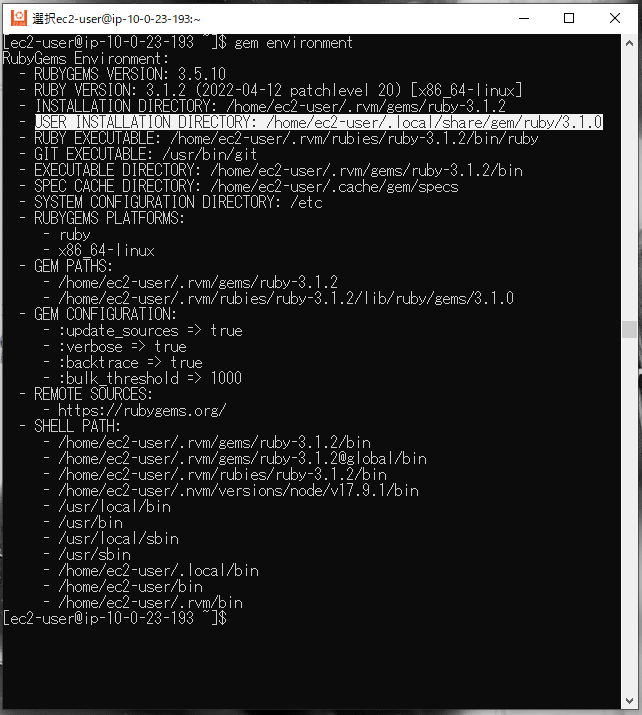 選択ec2-user@ip-10-0-23-193:~
[ec2-user@ip-10-0-23-193 ~]$ gem environment
RubyGems Environment:
  - RUBYGEMS VERSION: 3.5.10
  - RUBY VERSION: 3.1.2 (2022-04-12 patchlevel 20) [x86_64-linux]
  - INSTALLATION DIRECTORY: /home/ec2-user/.rvm/gems/ruby-3.1.2
  - USER INSTALLATION DIRECTORY: /home/ec2-user/.local/share/gem/ruby/3.1.0
  - RUBY EXECUTABLE: /home/ec2-user/.rvm/rubies/ruby-3.1.2/bin/ruby
  - GIT EXECUTABLE: /usr/bin/git
  - EXECUTABLE DIRECTORY: /home/ec2-user/.rvm/gems/ruby-3.1.2/bin
  - SPEC CACHE DIRECTORY: /home/ec2-user/.cache/gem/specs
  - SYSTEM CONFIGURATION DIRECTORY: /etc
  - RUBYGEMS PLATFORMS:
     - ruby
     - x86_64-linux
  - GEM PATHS:
     - /home/ec2-user/.rvm/gems/ruby-3.1.2
     - /home/ec2-user/.rvm/rubies/ruby-3.1.2/lib/ruby/gems/3.1.0
  - GEM CONFIGURATION:
     - :update_sources => true
     - :verbose => true
     - :backtrace => true
     - :bulk_threshold => 1000
  - REMOTE SOURCES:
     - https://rubygems.org/
  - SHELL PATH:
     - /home/ec2-user/.rvm/gems/ruby-3.1.2/bin
     - /home/ec2-user/.rvm/gems/ruby-3.1.2@global/bin
     - /home/ec2-user/.rvm/rubies/ruby-3.1.2/bin
     - /home/ec2-user/.nvm/versions/node/v17.9.1/bin
     - /usr/local/bin
     - /usr/bin
     - /usr/local/sbin
     - /usr/sbin
     - /home/ec2-user/.local/bin
     - /home/ec2-user/bin
     - /home/ec2-user/.rvm/bin
[ec2-user@ip-10-0-23-193 ~]$